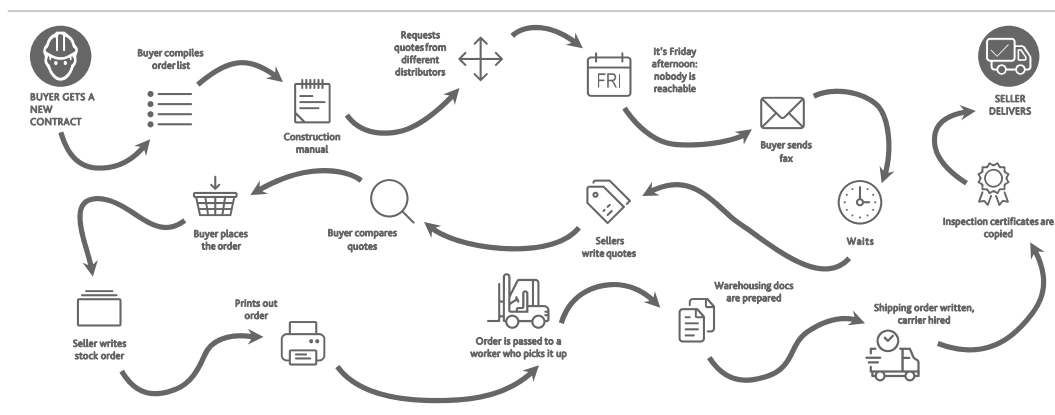 BUYER GETS A
NEW
CONTRACT
Buyer compiles
order list
Construction
manual
Requests
quotes from
different
distributors
FRI
It's Friday
afternoon:
nobody is
reachable
Buyer sends
fax
Waits
Sellers
write quotes
Buyer compares
quotes
Buyer places
the order
Seller writes
stock order
Prints out
order
Order is passed to a
worker who picks it up
Warehousing docs
are prepared
Shipping order written,
carrier hired
Inspection certificates are
copied
SELLER
DELIVERS